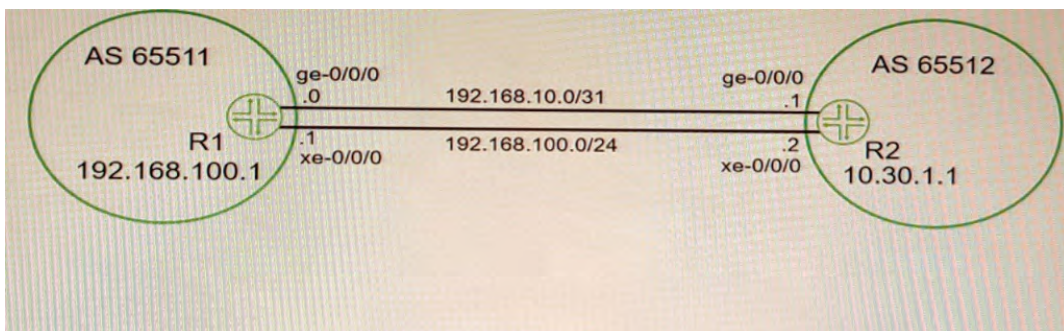 AS 65511
AS 65512
ge-0/0/0
ge-0/0/0
.0
192.168.10.0/31
.1
R1
.1
192.168.100.0/24
.2
R2
192.168.100.1
xe-0/0/0
xe-0/0/0
10.30.1.1